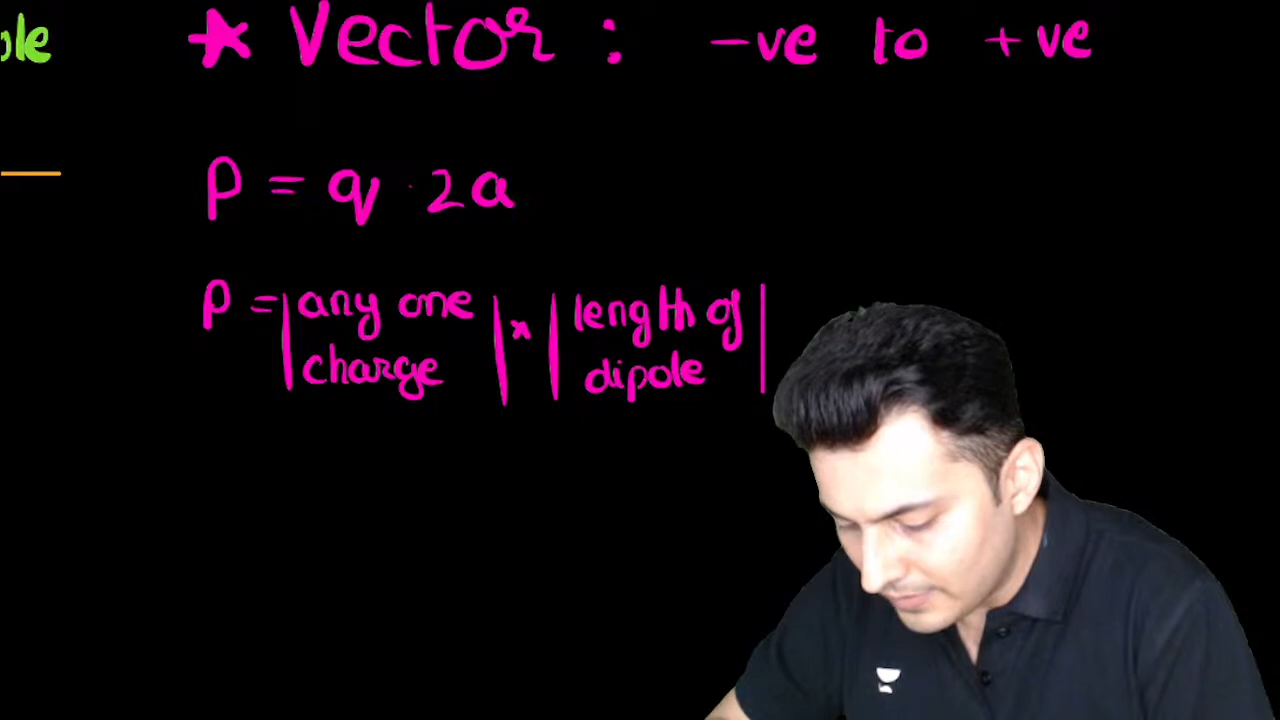 ole
* Vector : -ve to +ve
P = q · 2a
P = |any one charge| × |length of dipole|